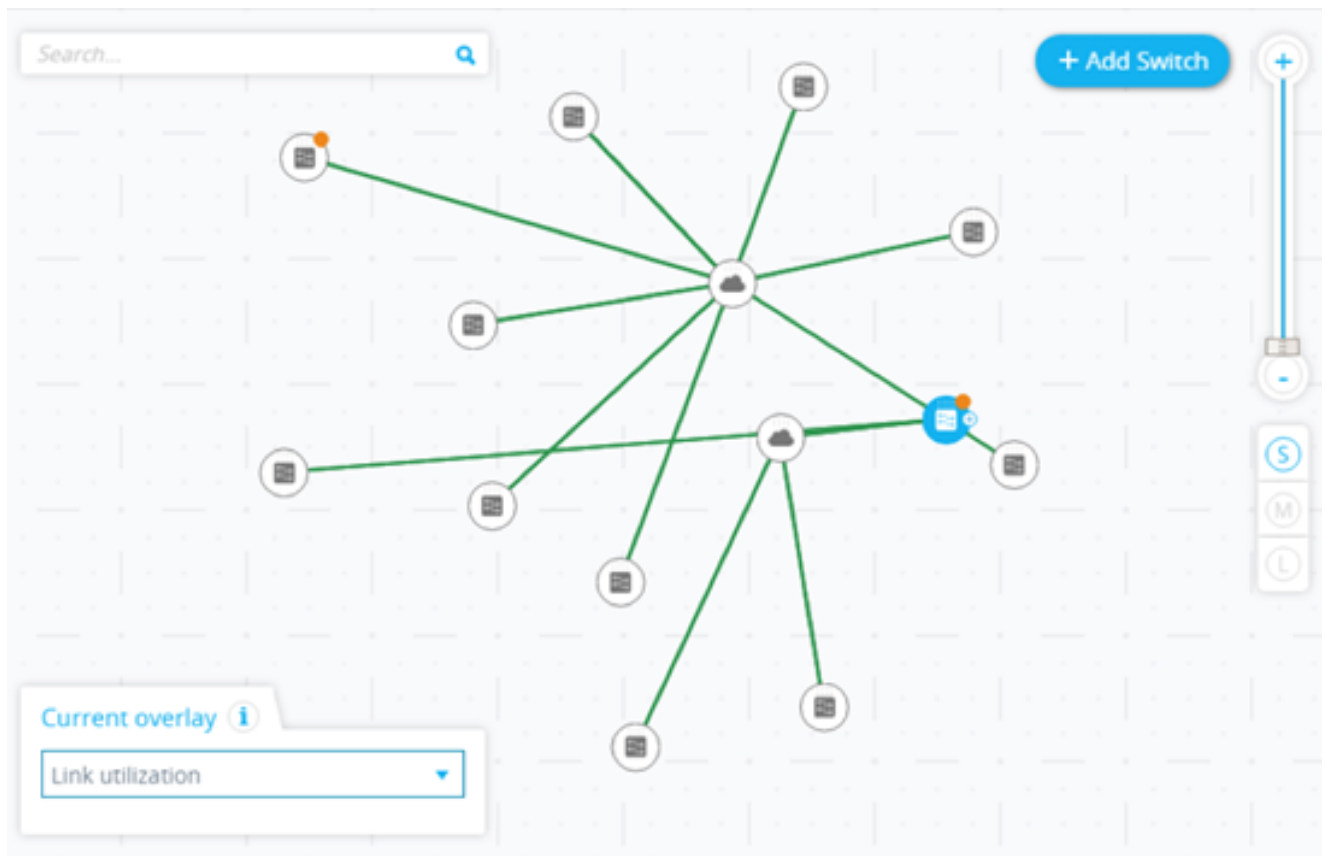 Search...
+ Add Switch
+
-
S
M
L
Current overlay i
Link utilization